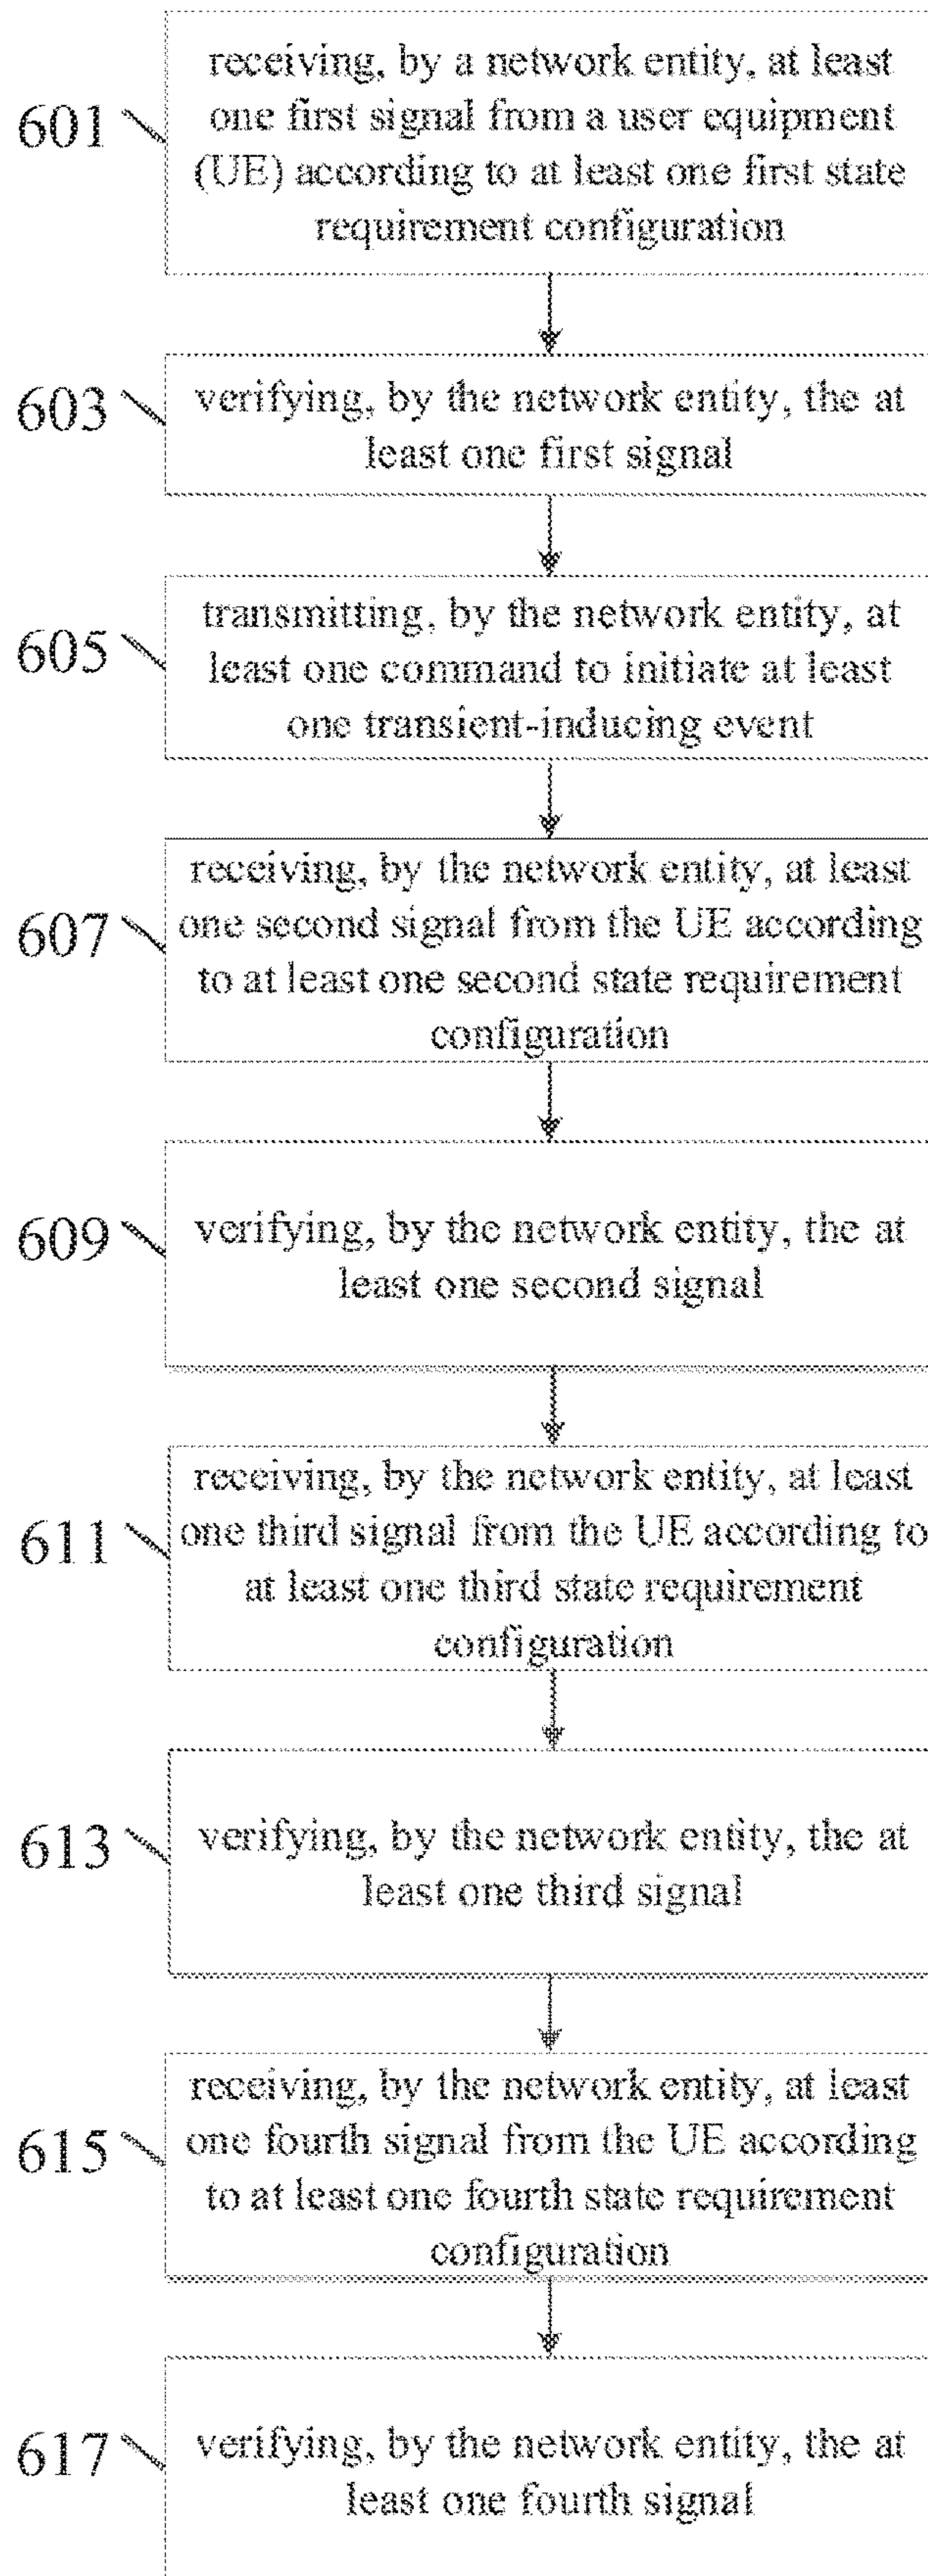 receiving, by a network entity, at least
601
one first signal from a user equipment
(UE) according to at least one first state
requirement configuration
603
verifying, by the network entity, the at
least one first signal
transmitting, by the network entity, at
605
least one command to initiate at least
one transient-inducing event
receiving, by the network entity, at least
607
one second signal from the UE according
to at least one second state requirement
configuration
609
verifying, by the network entity, the at
least one second signal
receiving, by the network entity, at least
611
one third signal from the UE according to
at least one third state requirement
configuration
613
verifying, by the network entity, the at
least one third signal
receiving, by the network entity, at least
615
one fourth signal from the UE according
to at least one fourth state requirement
configuration
617
verifying, by the network entity, the at
least one fourth signal